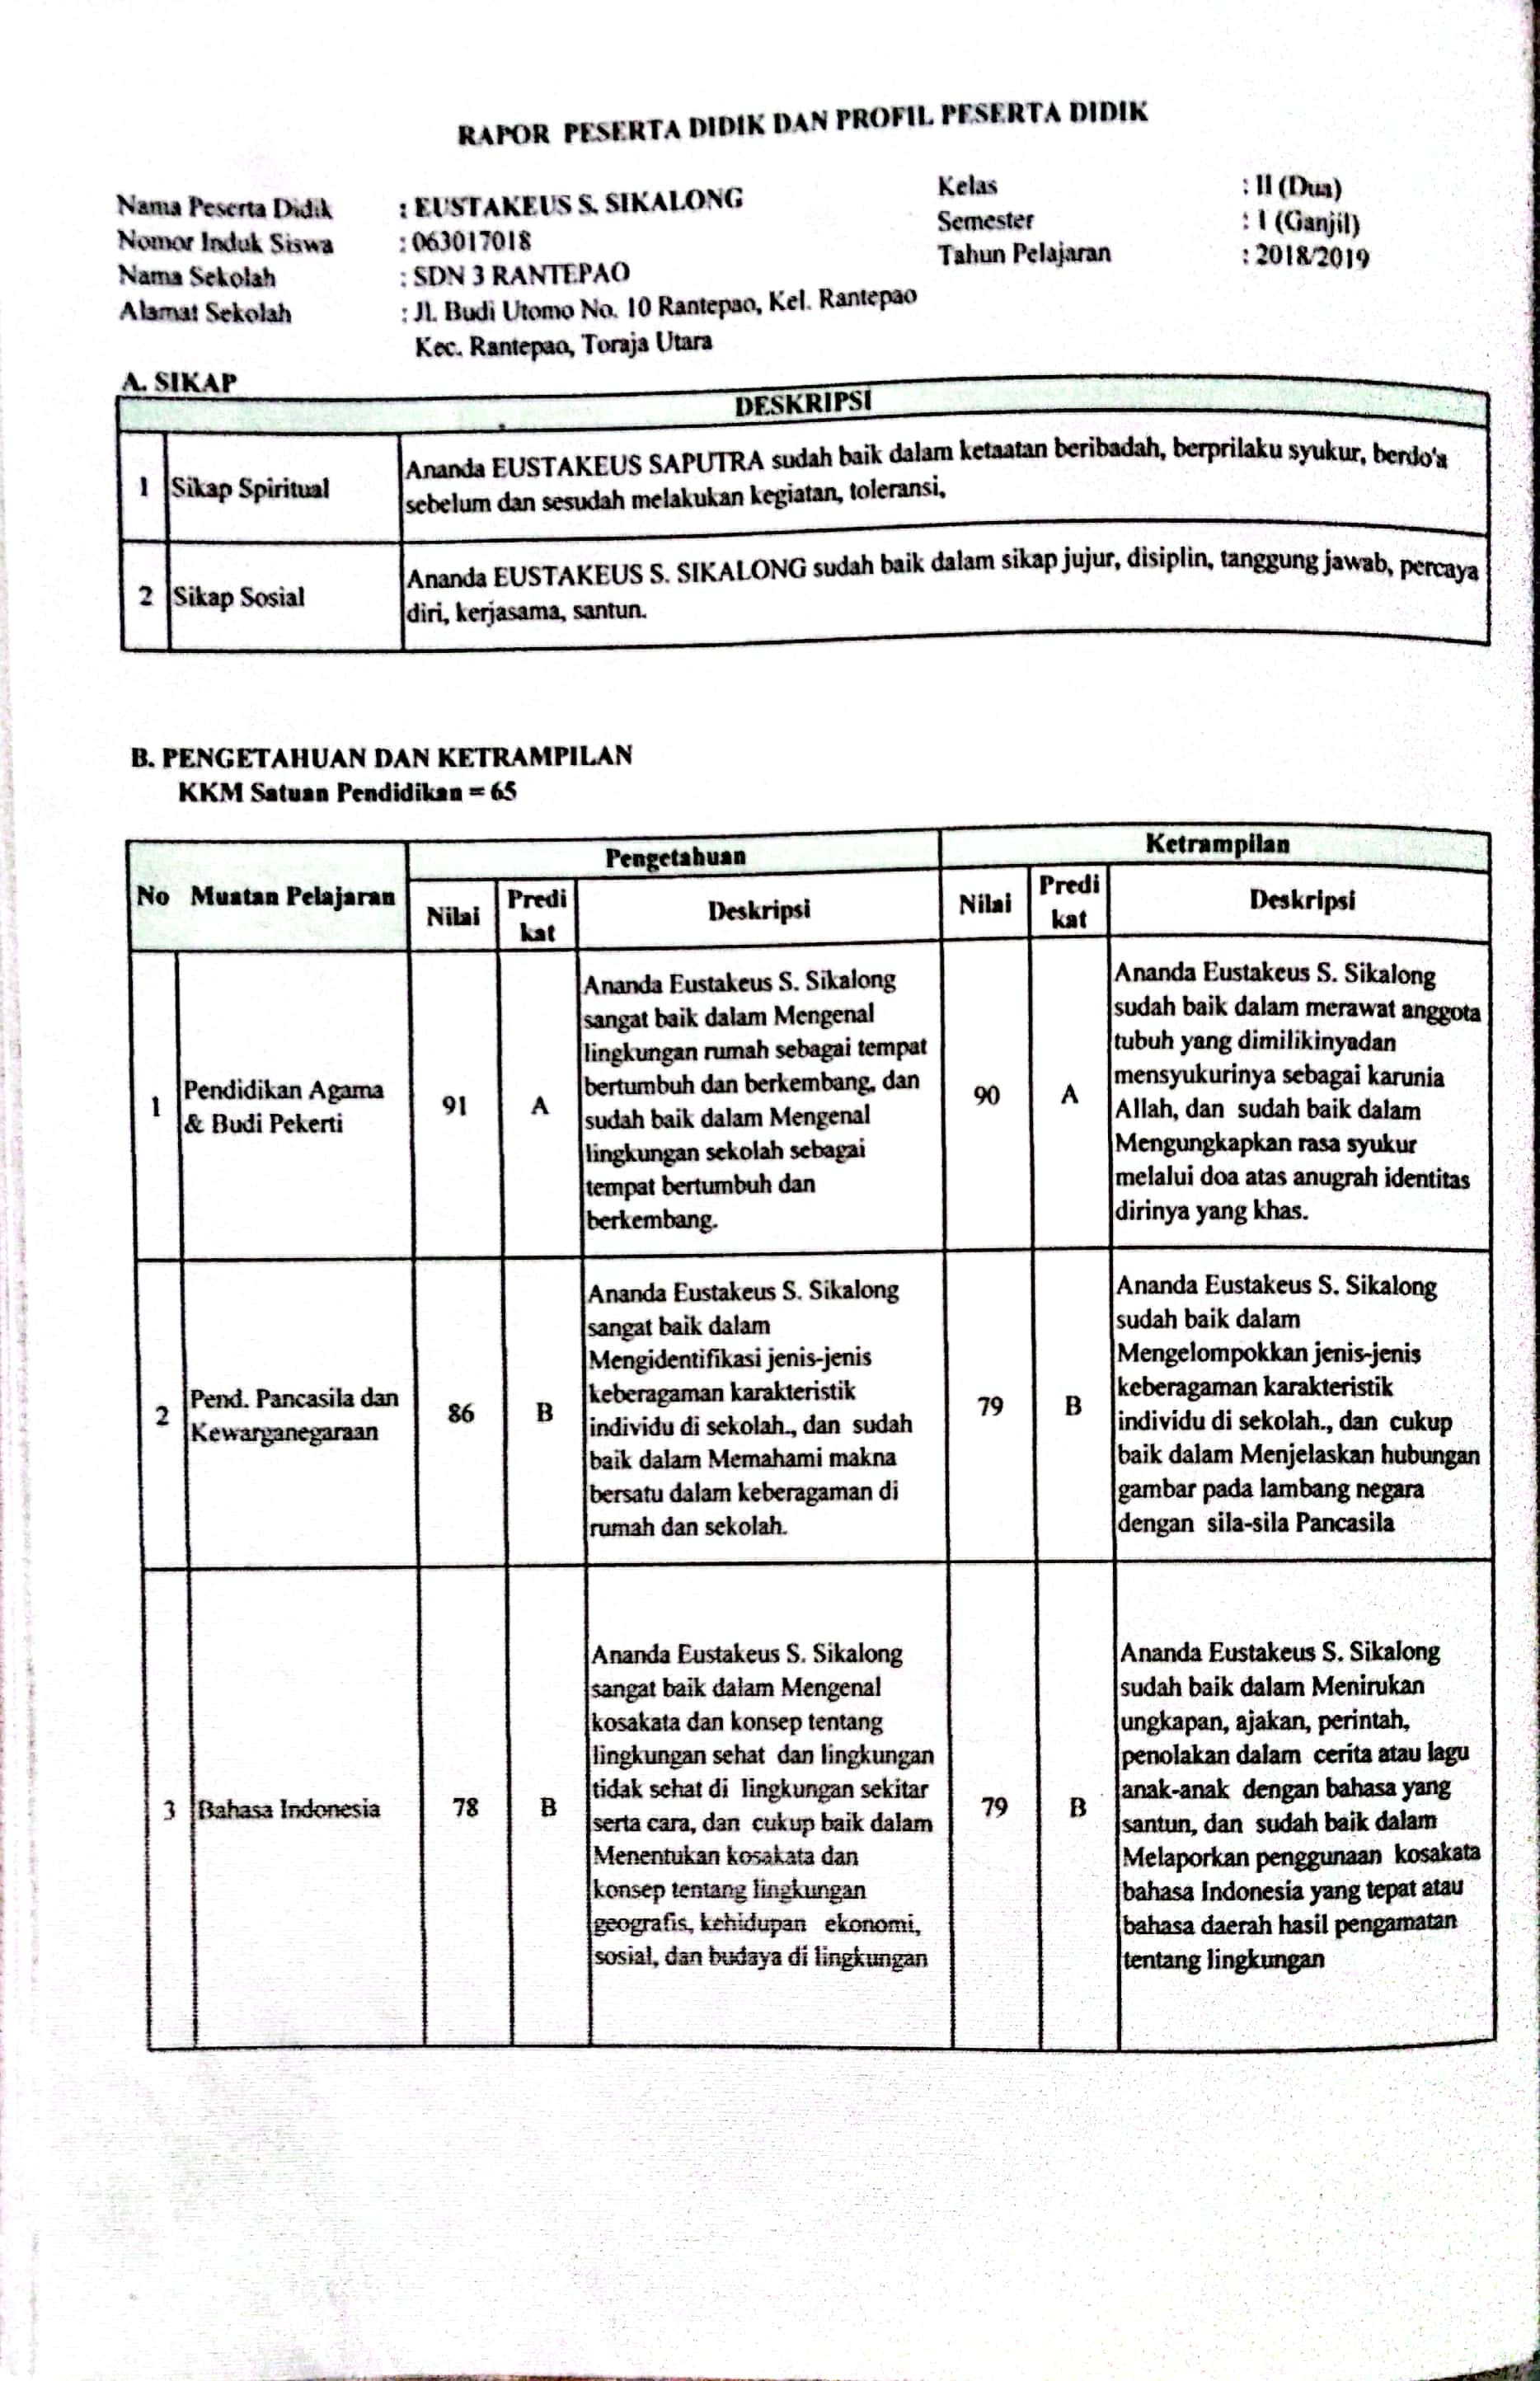 RAPOR PESERTA DIDIK DAN PROFIL PESERTA DIDIK
Nama Peserta Didik : EUSTAKEUS S. SIKALONG
Nomor Induk Siswa : 063017018
Nama Sekolah : SDN 3 RANTEPAO
Alamat Sekolah : Jl. Budi Utomo No. 10 Rantepao, Kel. Rantepao
Kec. Rantepao, Toraja Utara
Kelas : II (Dua)
Semester : I (Ganjil)
Tahun Pelajaran : 2018/2019
A. SIKAP
DESKRIPSI
1 Sikap Spiritual
Ananda EUSTAKEUS SAPUTRA sudah baik dalam ketaatan beribadah, berprilaku syukur, berdo'a
sebelum dan sesudah melakukan kegiatan, toleransi,
2 Sikap Sosial
Ananda EUSTAKEUS S. SIKALONG sudah baik dalam sikap jujur, disiplin, tanggung jawab, percaya
diri, kerjasama, santun.
B. PENGETAHUAN DAN KETRAMPILAN
KKM Satuan Pendidikan = 65
No Muatan Pelajaran
Pengetahuan
Nilai
Predi
kat
Deskripsi
Ketrampilan
Nilai
Predi
kat
Deskripsi
1
Pendidikan Agama
& Budi Pekerti
91
A
Ananda Eustakeus S. Sikalong
sangat baik dalam Mengenal
lingkungan rumah sebagai tempat
bertumbuh dan berkembang, dan
sudah baik dalam Mengenal
lingkungan sekolah sebagai
tempat bertumbuh dan
berkembang.
90
A
Ananda Eustakeus S. Sikalong
sudah baik dalam merawat anggota
tubuh yang dimilikinyadan
mensyukurinya sebagai karunia
Allah, dan sudah baik dalam
Mengungkapkan rasa syukur
melalui doa atas anugrah identitas
dirinya yang khas.
2
Pend. Pancasila dan
Kewarganegaraan
86
B
Ananda Eustakeus S. Sikalong
sangat baik dalam
Mengidentifikasi jenis-jenis
keberagaman karakteristik
individu di sekolah., dan sudah
baik dalam Memahami makna
bersatu dalam keberagaman di
rumah dan sekolah.
79
B
Ananda Eustakeus S. Sikalong
sudah baik dalam
Mengelompokkan jenis-jenis
keberagaman karakteristik
individu di sekolah., dan cukup
baik dalam Menjelaskan hubungan
gambar pada lambang negara
dengan sila-sila Pancasila
3
Bahasa Indonesia
78
B
Ananda Eustakeus S. Sikalong
sangat baik dalam Mengenal
kosakata dan konsep tentang
lingkungan sehat dan lingkungan
tidak sehat di lingkungan sekitar
serta cara, dan cukup baik dalam
Menentukan kosakata dan
konsep tentang lingkungan
geografis, kehidupan ekonomi,
sosial, dan budaya di lingkungan
79
B
Ananda Eustakeus S. Sikalong
sudah baik dalam Menirukan
ungkapan, ajakan, perintah,
penolakan dalam cerita atau lagu
anak-anak dengan bahasa yang
santun, dan sudah baik dalam
Melaporkan penggunaan kosakata
bahasa Indonesia yang tepat atau
bahasa daerah hasil pengamatan
tentang lingkungan